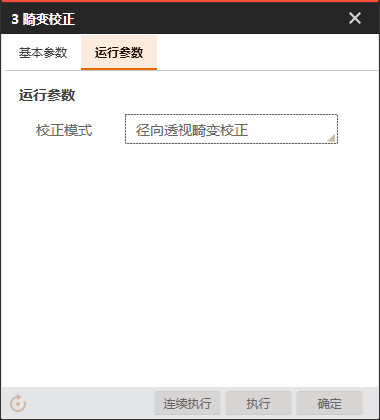 3 畸变校正
基本参数 运行参数
运行参数
校正模式 径向透视畸变校正
连续执行 执行 确定